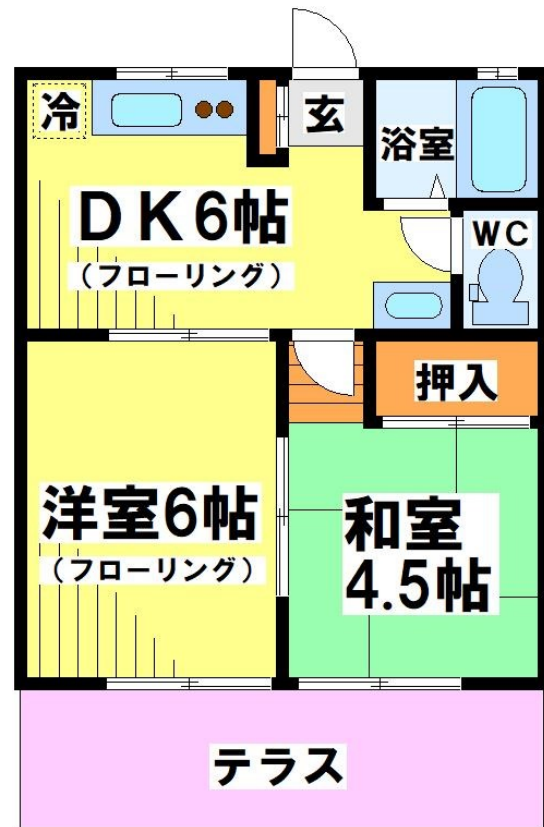 冷
玄
浴室
DK6帖
(フローリング)
WC
押入
洋室6帖
(フローリング)
和室
4.5帖
テラス